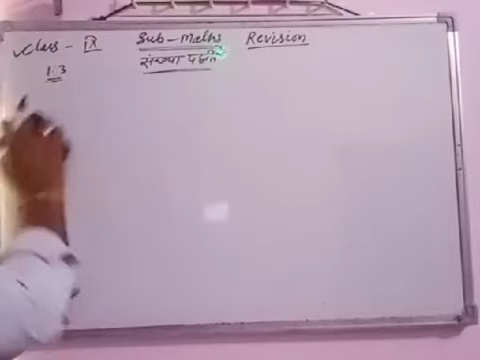 Class - IX Sub - Maths Revision
1.3 संख्या पद्धति